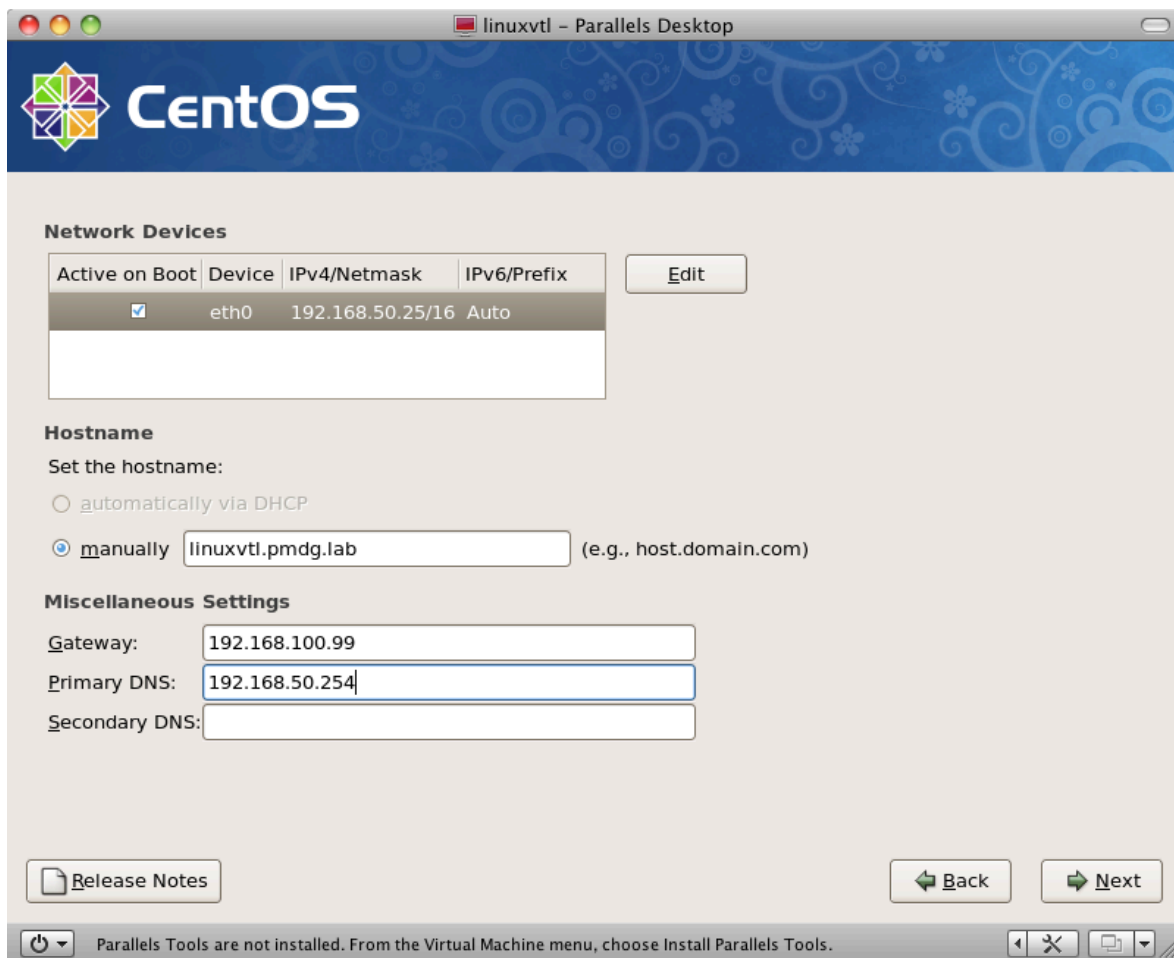 linuxvtl – Parallels Desktop
CentOS
Network Devices
Active on Boot Device IPv4/Netmask IPv6/Prefix
Edit
eth0 192.168.50.25/16 Auto
Hostname
Set the hostname:
automatically via DHCP
manually linuxvtl.pmdg.lab (e.g., host.domain.com)
Miscellaneous Settings
Gateway: 192.168.100.99
Primary DNS: 192.168.50.254
Secondary DNS:
Release Notes
Back
Next
Parallels Tools are not installed. From the Virtual Machine menu, choose Install Parallels Tools.